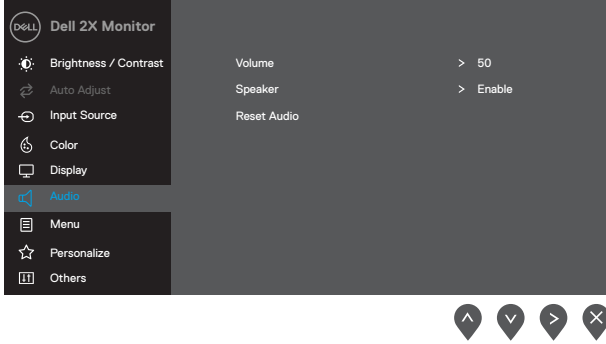 DELL Dell 2X Monitor
Brightness / Contrast
Auto Adjust
Input Source
Color
Display
Audio
Menu
Personalize
Others
Volume > 50
Speaker > Enable
Reset Audio